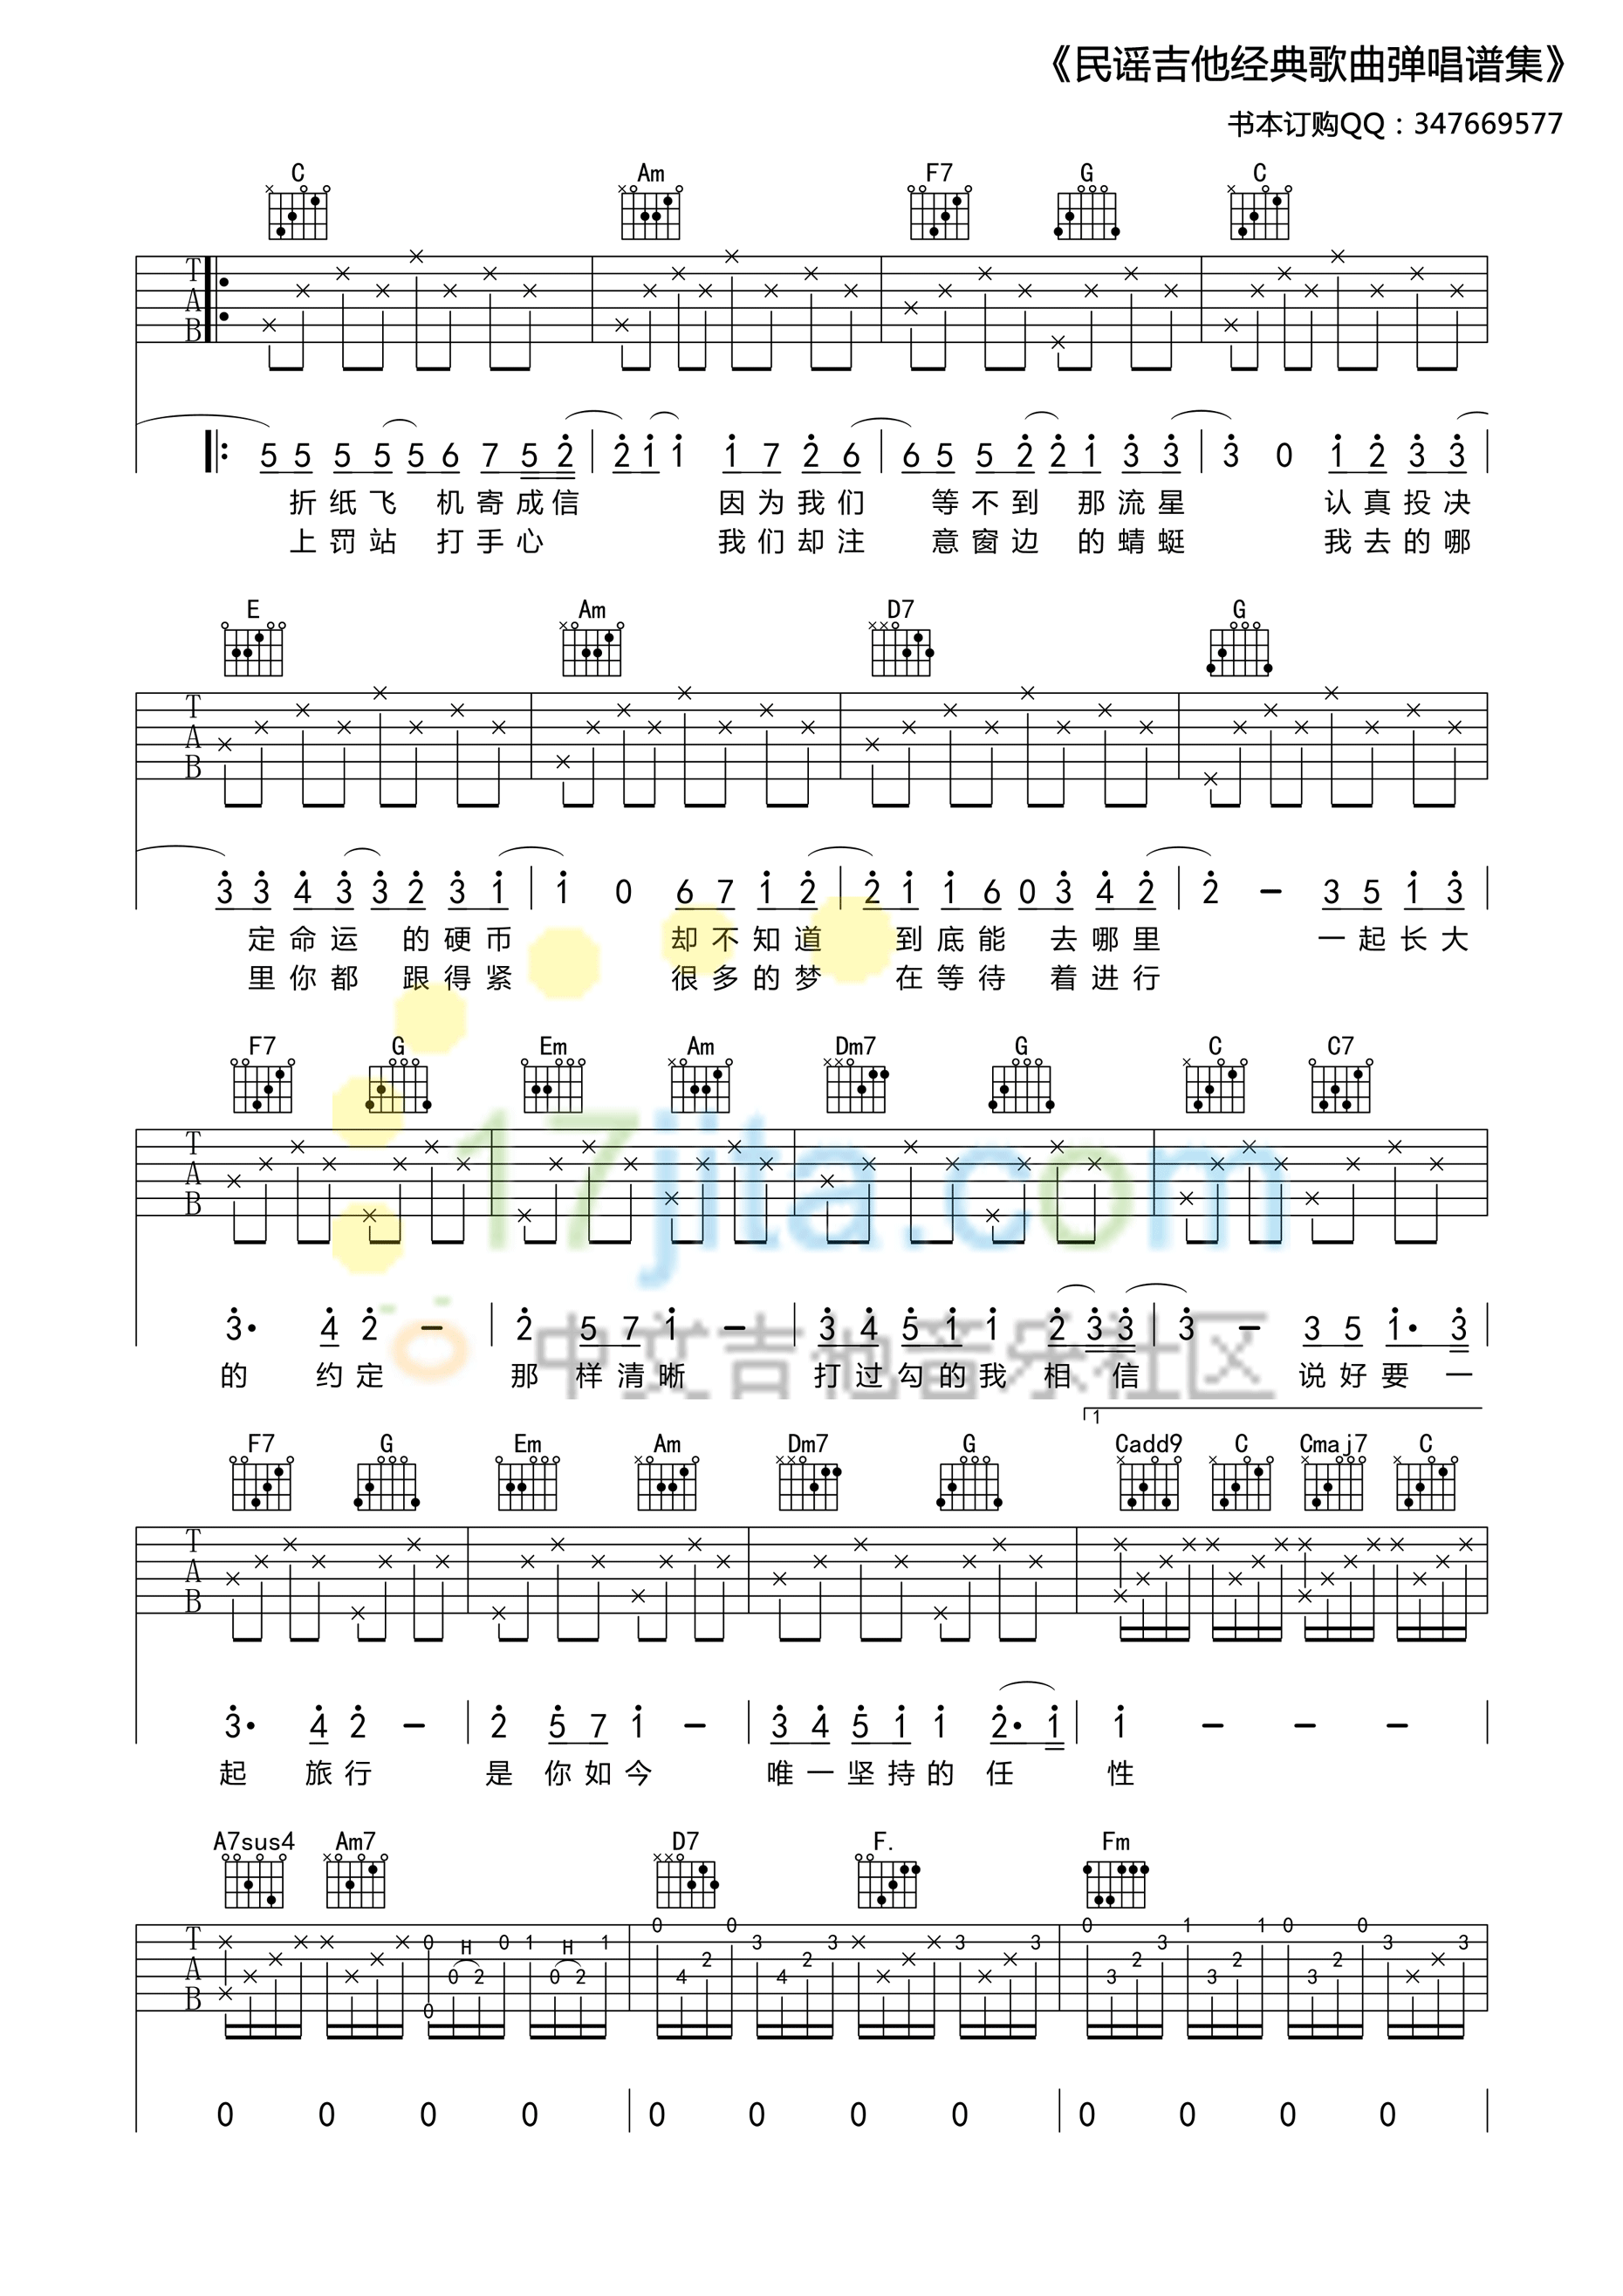 《民谣吉他经典歌曲弹唱谱集》
书本订购QQ：347669577
C Am F7 G C
T
A
B
5 5 5 5 5 6 7 5 2 2 1 1 1 7 2 6 6 5 5 2 2 1 3 3 3 0 1 2 3 3
折纸飞 机寄成信 因为我们 等不到 那流星 认真投决
上罚站 打手心 我们却注 意窗边 的蜻蜓 我去的哪
E Am D7 G
T
A
B
3 3 4 3 3 2 3 1 1 0 6 7 1 2 2 1 1 6 0 3 4 2 2 - 3 5 1 3
定命运 的硬币 却不知道 到底能 去哪里 一起长大
里你都 跟得紧 很多的梦 在等待 着进行
F7 G Em Am Dm7 G C C7
T
A
B
17jita.com
3· 4 2 - 2 5 7 1 - 3 4 5 1 1 2 3 3 3 - 3 5 1· 3
中文吉他音乐社区
的 约定 那 样清晰 打过勾的我 相 信 说好要 一
1
F7 G Em Am Dm7 G Cadd9 C Cmaj7 C
T
A
B
3· 4 2 - 2 5 7 1 - 3 4 5 1 1 2· 1 1 - - -
起 旅行 是 你如今 唯一坚持的 任 性
A7sus4 Am7 D7 F. Fm
T
A
B
0 H 0 1 H 1 0 0 3 3 3 3 0 3 1 1 0 0 3 3
0 2 0 2 4 2 4 2 3 2 3 2 3 2
0
0 0 0 0 0 0 0 0 0 0 0 0